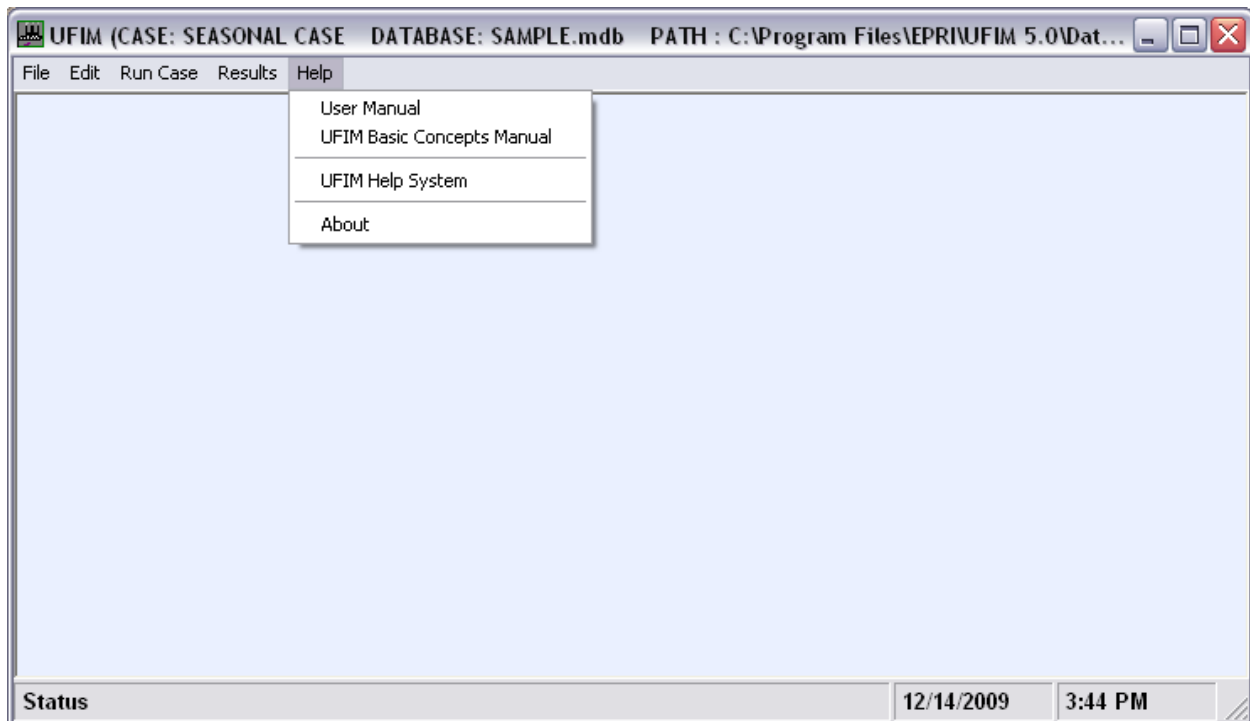 UFIM (CASE: SEASONAL CASE DATABASE: SAMPLE.mdb PATH : C:\Program Files\EPRI\UFIM 5.0\Dat...
File Edit Run Case Results Help
User Manual
UFIM Basic Concepts Manual
UFIM Help System
About
Status 12/14/2009 3:44 PM